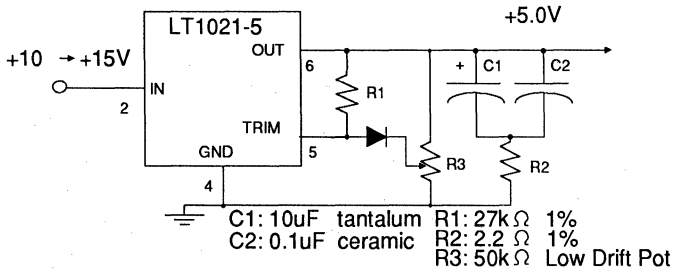 LT1021-5
+5.0V
+10 → +15V
OUT
6
+ C1
C2
IN
2
R1
TRIM
5
GND
4
R3
R2
C1: 10uF tantalum R1: 27kΩ 1%
C2: 0.1uF ceramic R2: 2.2 Ω 1%
R3: 50kΩ Low Drift Pot